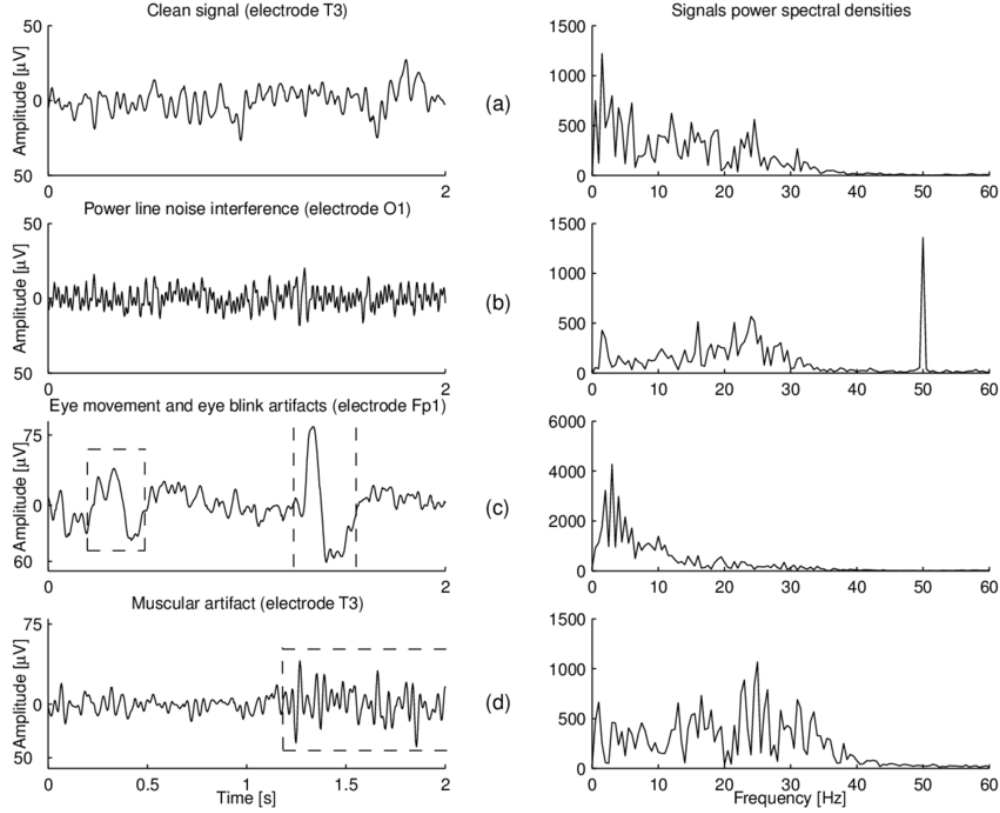 Clean signal (electrode T3)
Signals power spectral densities
50
0
50
Amplitude [µV]
0
2
(a)
1500
1000
500
0
0 10 20 30 40 50 60
Power line noise interference (electrode O1)
50
0
50
Amplitude [µV]
0
2
(b)
1500
1000
500
0
0 10 20 30 40 50 60
Eye movement and eye blink artifacts (electrode Fp1)
75
0
60
Amplitude [µV]
0
2
(c)
6000
4000
2000
0
0 10 20 30 40 50 60
Muscular artifact (electrode T3)
75
0
50
Amplitude [µV]
0 0.5 1 1.5 2
Time [s]
(d)
1500
1000
500
0
0 10 20 30 40 50 60
Frequency [Hz]